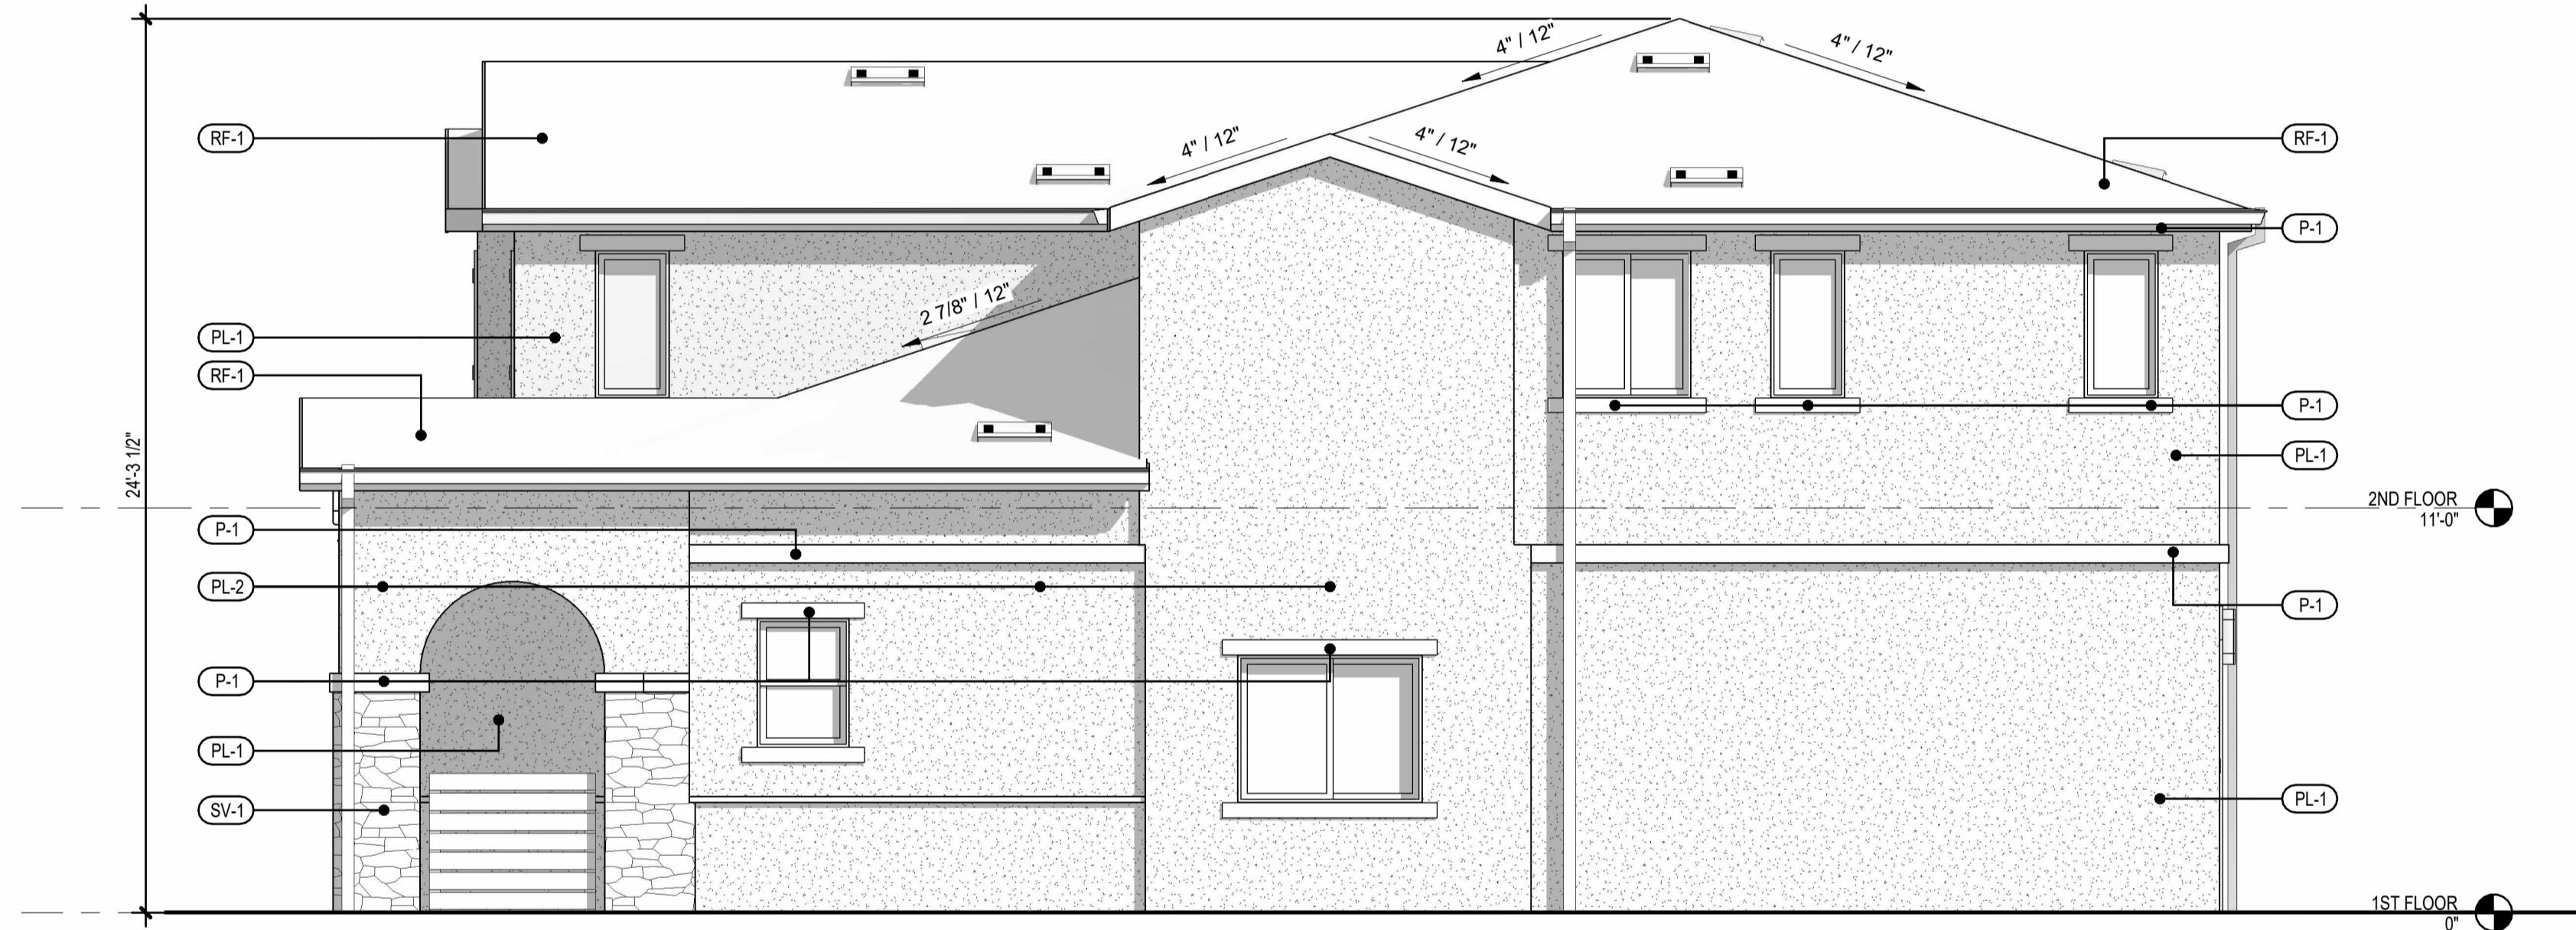 4" / 12"
4" / 12"
RF-1
4" / 12"
4" / 12"
RF-1
P-1
2 7/8" / 12"
PL-1
RF-1
P-1
24'-3 1/2"
PL-1
2ND FLOOR
11'-0"
P-1
PL-2
P-1
P-1
PL-1
SV-1
PL-1
1ST FLOOR
0"